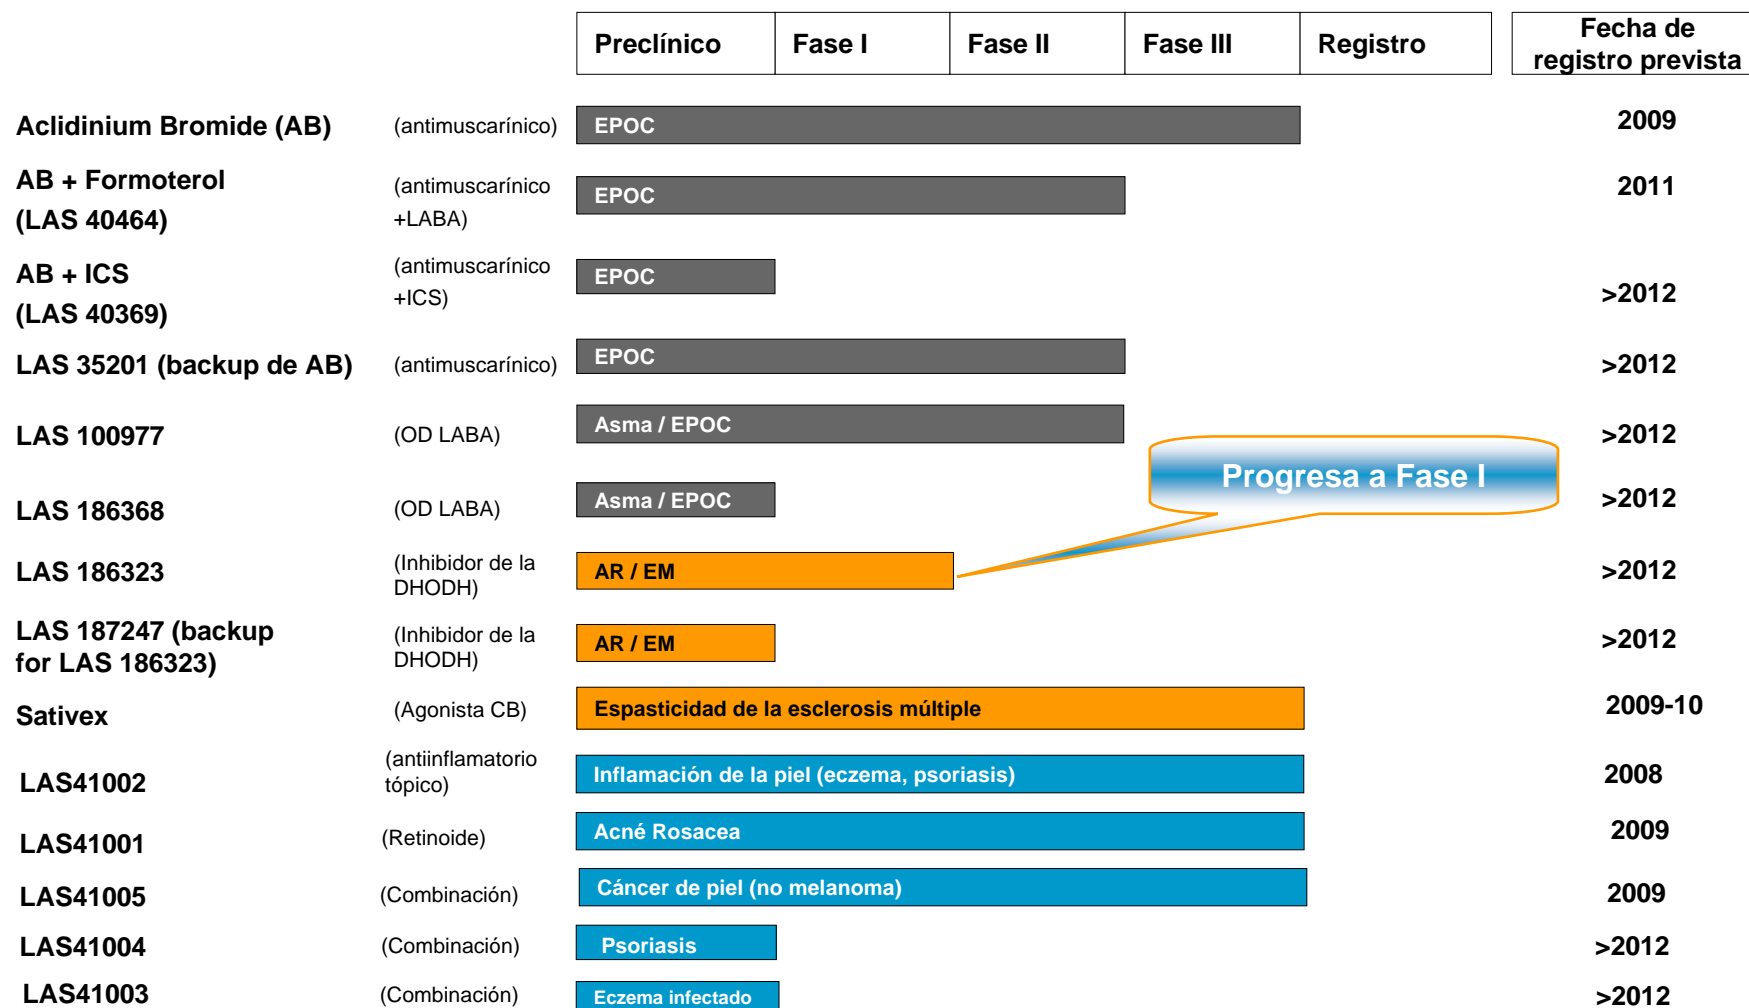 Preclínico Fase I Fase II Fase III Registro Fecha de
registro prevista
Aclidinium Bromide (AB) (antimuscarínico) EPOC 2009
AB + Formoterol (antimuscarínico EPOC 2011
(LAS 40464) +LABA)
AB + ICS (antimuscarínico EPOC
(LAS 40369) +ICS) >2012
LAS 35201 (backup de AB) (antimuscarínico) EPOC >2012
LAS 100977 (OD LABA) Asma / EPOC >2012
Progresa a Fase I
LAS 186368 (OD LABA) Asma / EPOC >2012
LAS 186323 (Inhibidor de la AR / EM >2012
DHODH)
LAS 187247 (backup (Inhibidor de la AR / EM >2012
for LAS 186323) DHODH)
Sativex (Agonista CB) Espasticidad de la esclerosis múltiple 2009-10
LAS41002 (antiinflamatorio Inflamación de la piel (eczema, psoriasis) 2008
tópico)
LAS41001 (Retinoide) Acné Rosacea 2009
LAS41005 (Combinación) Cáncer de piel (no melanoma) 2009
LAS41004 (Combinación) Psoriasis >2012
LAS41003 (Combinación) Eczema infectado >2012